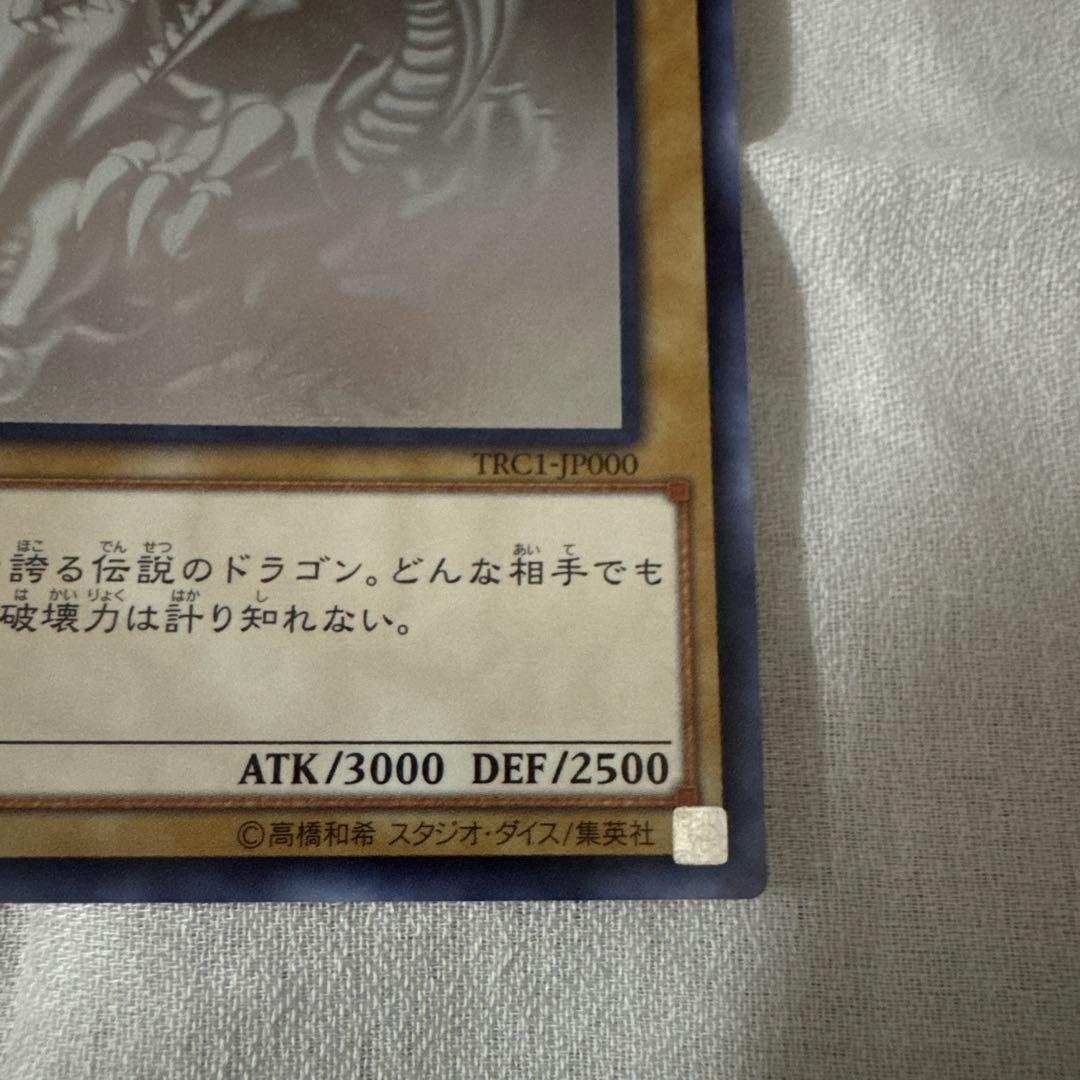 TRC1-JP000
誇る伝説のドラゴン。どんな相手でも
破壊力は計り知れない。
ATK/3000 DEF/2500
©高橋和希 スタジオ・ダイス/集英社